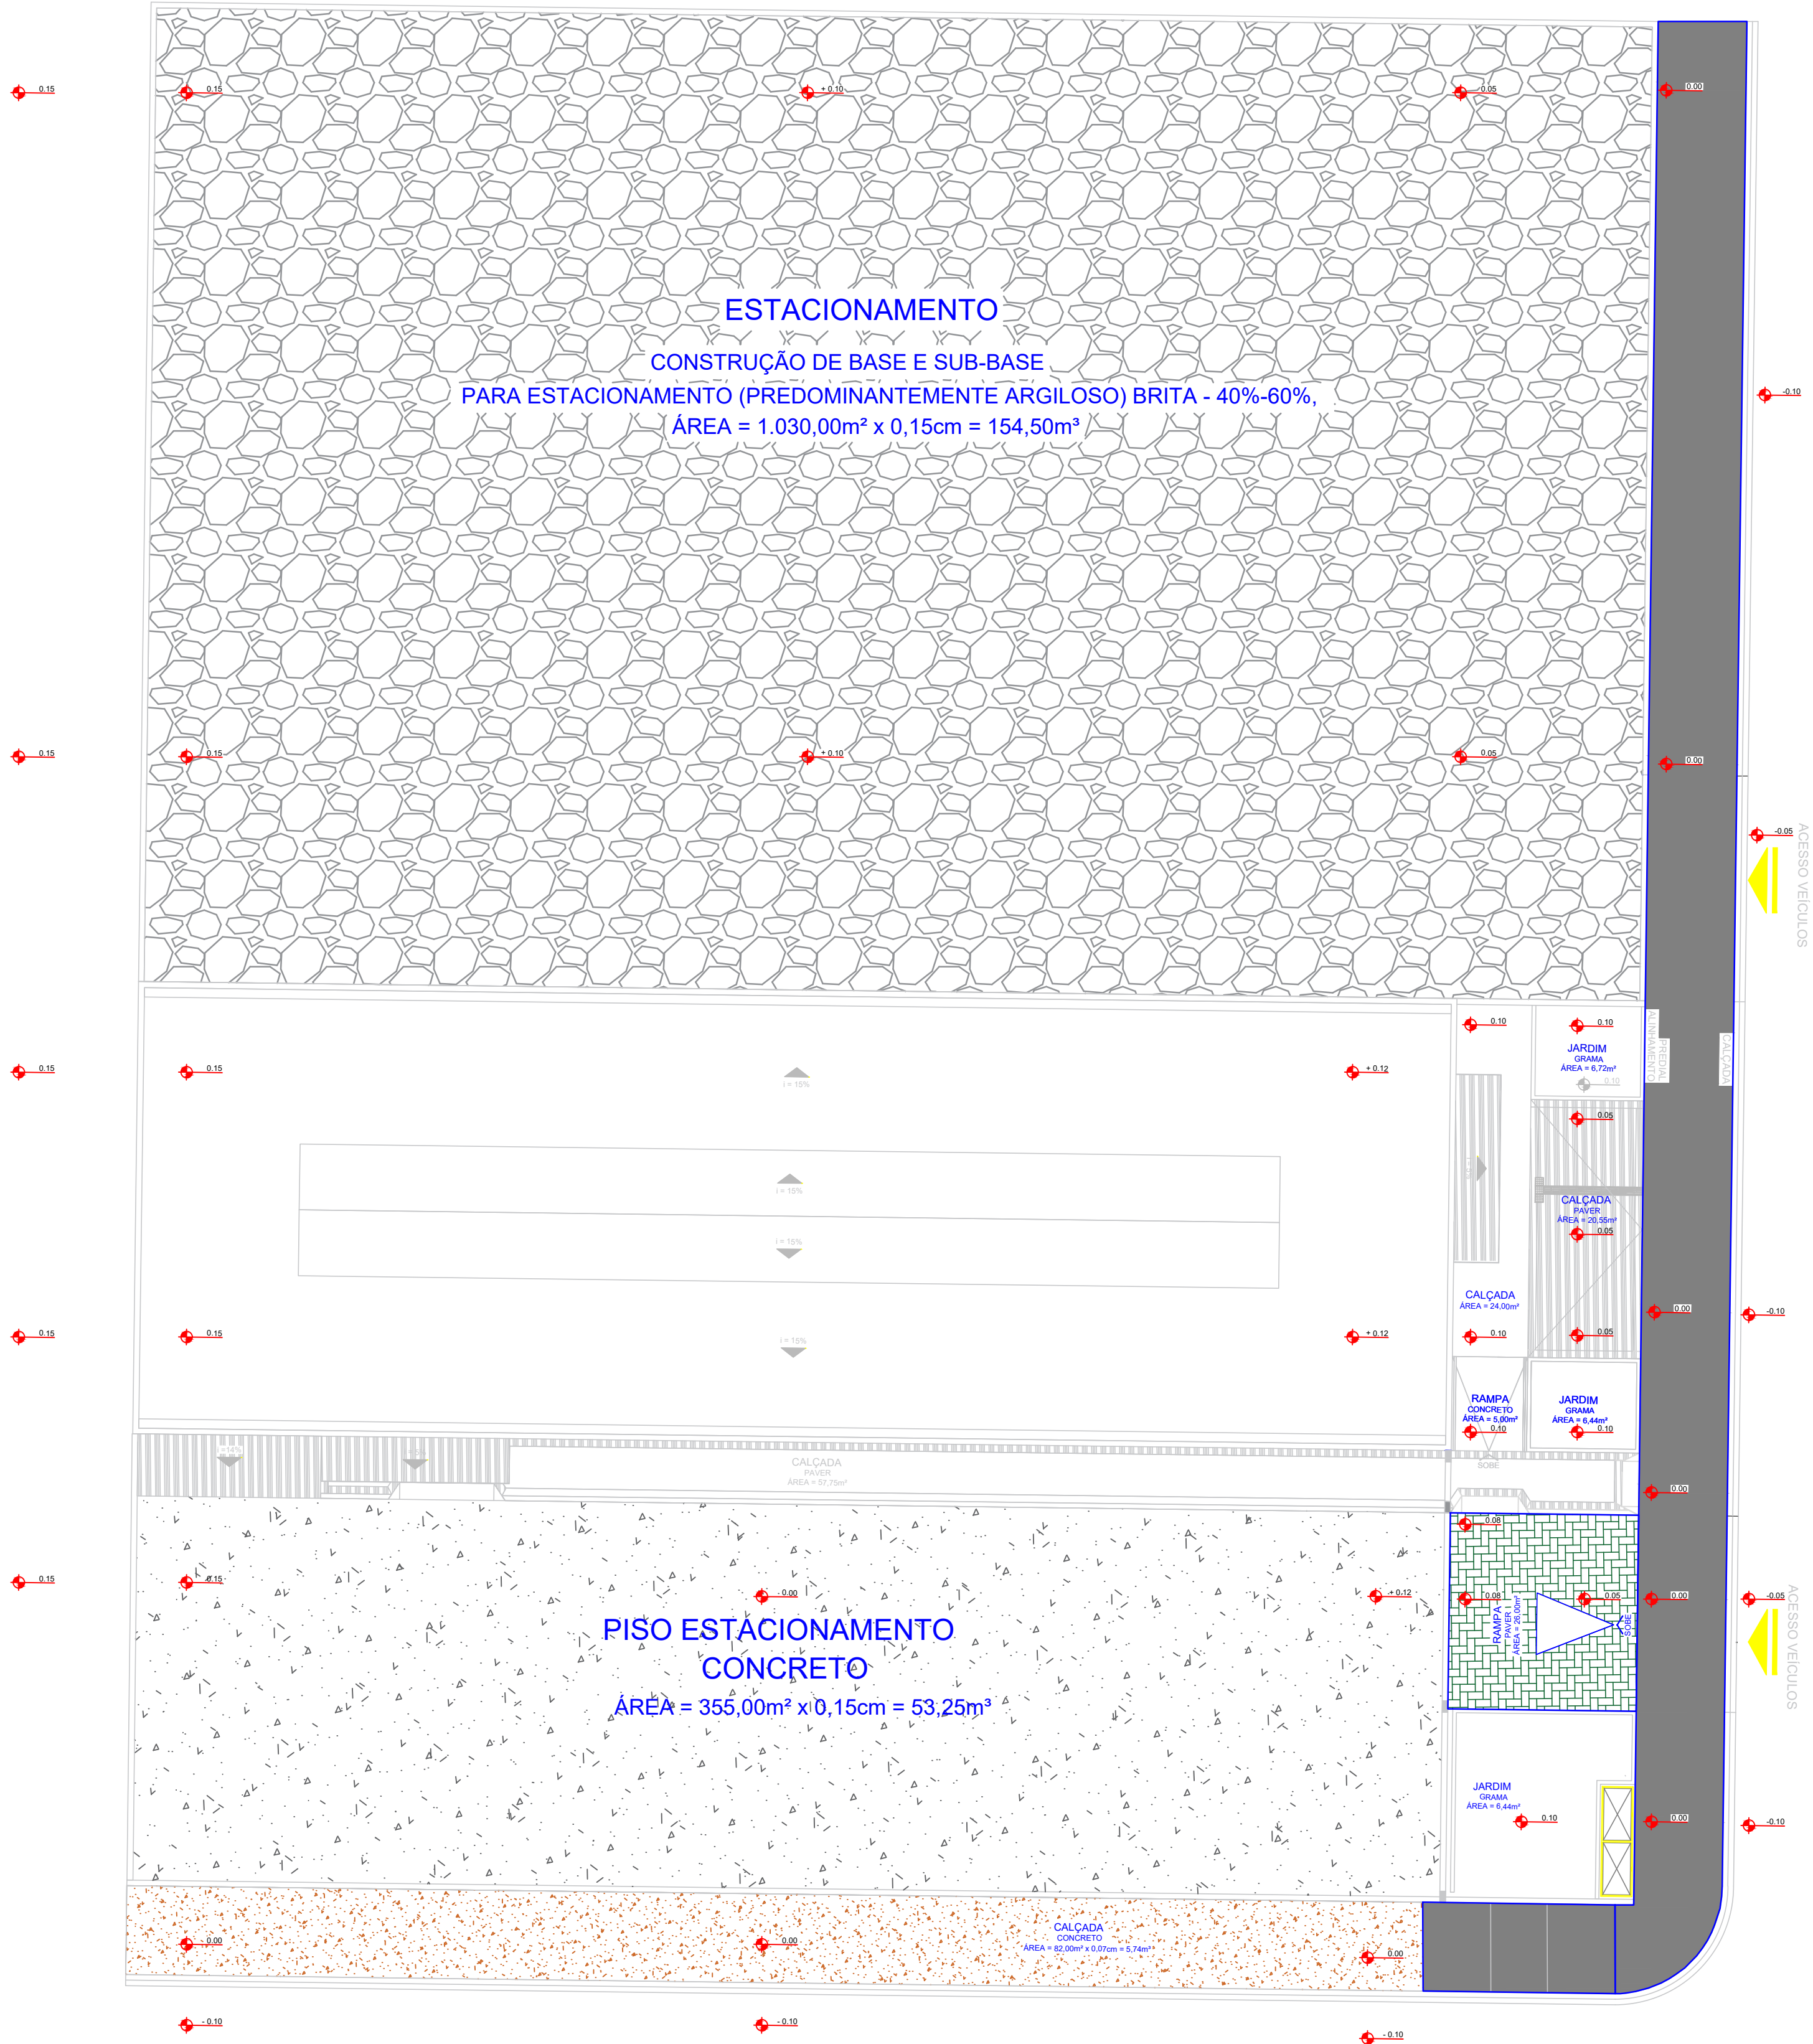 0.15
0.15
+ 0.10
0.05
0.00
ESTACIONAMENTO
CONSTRUÇÃO DE BASE E SUB-BASE
PARA ESTACIONAMENTO (PREDOMINANTEMENTE ARGILOSO) BRITA - 40%-60%,
ÁREA = 1.030,00m² x 0,15cm = 154,50m³
-0.10
0.15
0.15
+ 0.10
0.05
0.00
-0.05
ACESSO VEÍCULOS
0.10
0.10
JARDIM
GRAMA
ÁREA = 6,72m²
0.10
ALINHAMENTO
PREDIAL
CALÇADA
0.15
0.15
i = 15%
+ 0.12
0.05
i = 15%
CALÇADA
PAVER
ÁREA = 20,55m²
0.05
i = 15%
CALÇADA
ÁREA = 24,00m²
0.00
-0.10
0.15
0.15
i = 15%
+ 0.12
0.10
0.05
RAMPA
CONCRETO
ÁREA = 5,00m²
0.10
JARDIM
GRAMA
ÁREA = 6,44m²
0.10
i =14%
CALÇADA
PAVER
ÁREA = 57,75m²
SOBE
0.00
0.08
0.15
0.15
- 0.00
+ 0.12
0.08
RAMPA
PAVER
ÁREA = 26,00m²
0.05
SOBE
0.00
-0.05
ACESSO VEÍCULOS
PISO ESTACIONAMENTO
CONCRETO
ÁREA = 355,00m² x 0,15cm = 53,25m³
JARDIM
GRAMA
ÁREA = 6,44m²
0.10
0.00
-0.10
0.00
0.00
CALÇADA
CONCRETO
ÁREA = 82,00m² x 0,07cm = 5,74m³
0.00
- 0.10
- 0.10
- 0.10